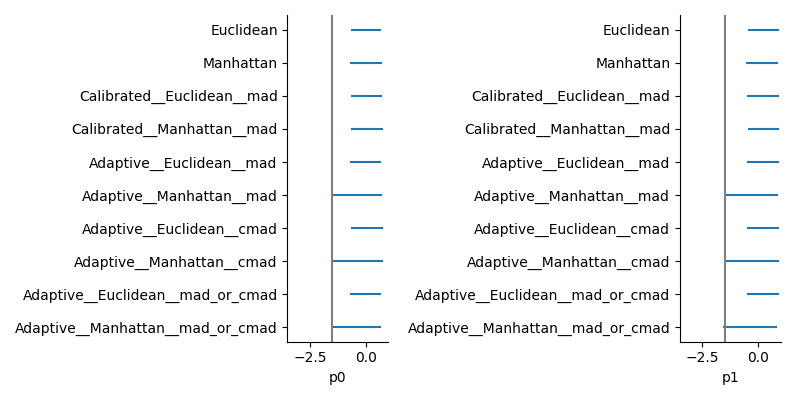 Euclidean
Manhattan
Calibrated__Euclidean__mad
Calibrated__Manhattan__mad
Adaptive__Euclidean__mad
Adaptive__Manhattan__mad
Adaptive__Euclidean__cmad
Adaptive__Manhattan__cmad
Adaptive__Euclidean__mad_or_cmad
Adaptive__Manhattan__mad_or_cmad
−2.5 0.0
p0
Euclidean
Manhattan
Calibrated__Euclidean__mad
Calibrated__Manhattan__mad
Adaptive__Euclidean__mad
Adaptive__Manhattan__mad
Adaptive__Euclidean__cmad
Adaptive__Manhattan__cmad
Adaptive__Euclidean__mad_or_cmad
Adaptive__Manhattan__mad_or_cmad
−2.5 0.0
p1